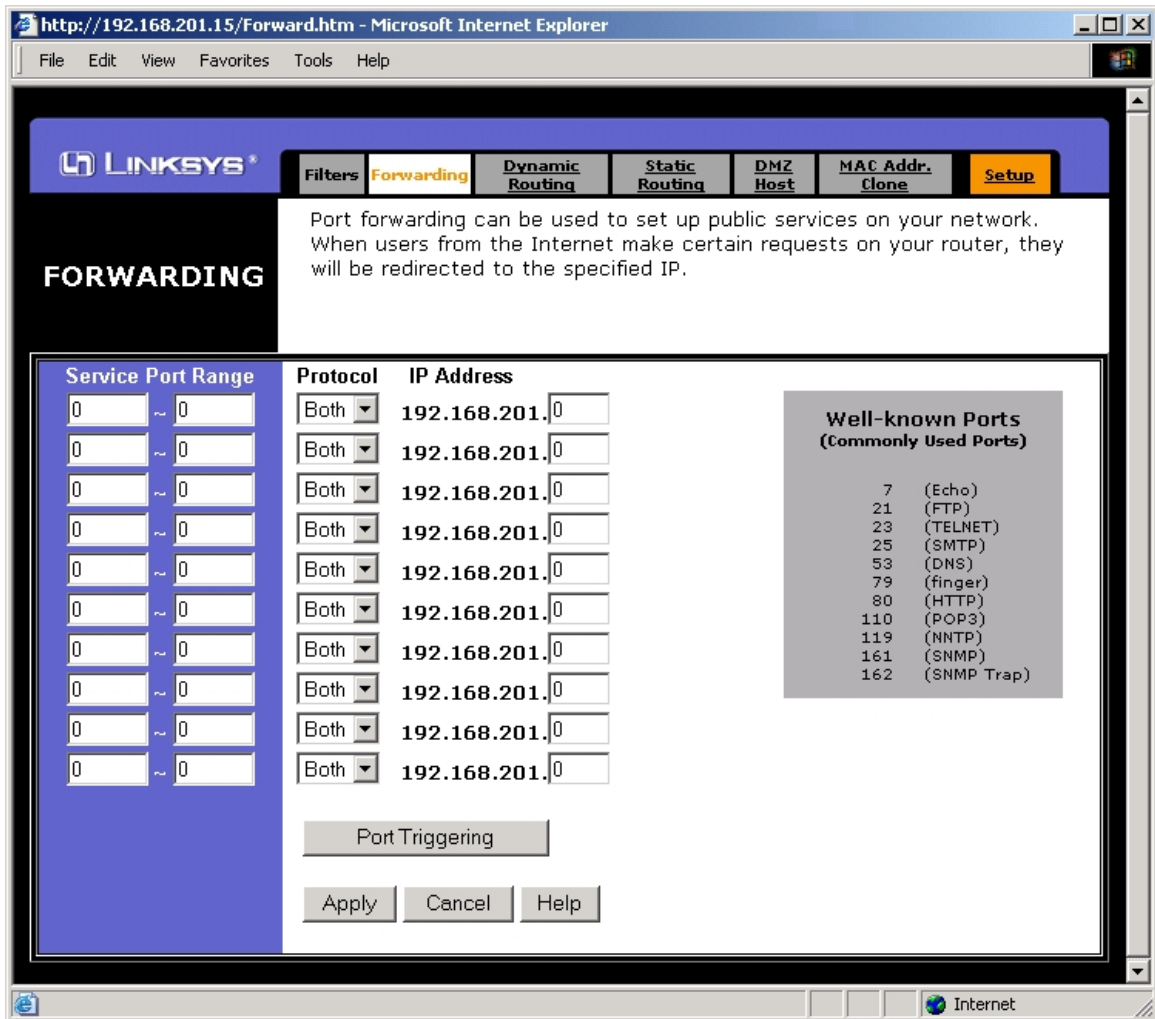 http://192.168.201.15/Forward.htm - Microsoft Internet Explorer
File Edit View Favorites Tools Help
LINKSYS®
Filters Forwarding Dynamic Routing Static Routing DMZ Host MAC Addr. Clone Setup
FORWARDING
Port forwarding can be used to set up public services on your network.
When users from the Internet make certain requests on your router, they
will be redirected to the specified IP.
Service Port Range Protocol IP Address
0 ~ 0 Both 192.168.201.0
0 ~ 0 Both 192.168.201.0
0 ~ 0 Both 192.168.201.0
0 ~ 0 Both 192.168.201.0
0 ~ 0 Both 192.168.201.0
0 ~ 0 Both 192.168.201.0
0 ~ 0 Both 192.168.201.0
0 ~ 0 Both 192.168.201.0
0 ~ 0 Both 192.168.201.0
0 ~ 0 Both 192.168.201.0
Well-known Ports
(Commonly Used Ports)
7 (Echo)
21 (FTP)
23 (TELNET)
25 (SMTP)
53 (DNS)
79 (finger)
80 (HTTP)
110 (POP3)
119 (NNTP)
161 (SNMP)
162 (SNMP Trap)
Port Triggering
Apply Cancel Help
Internet